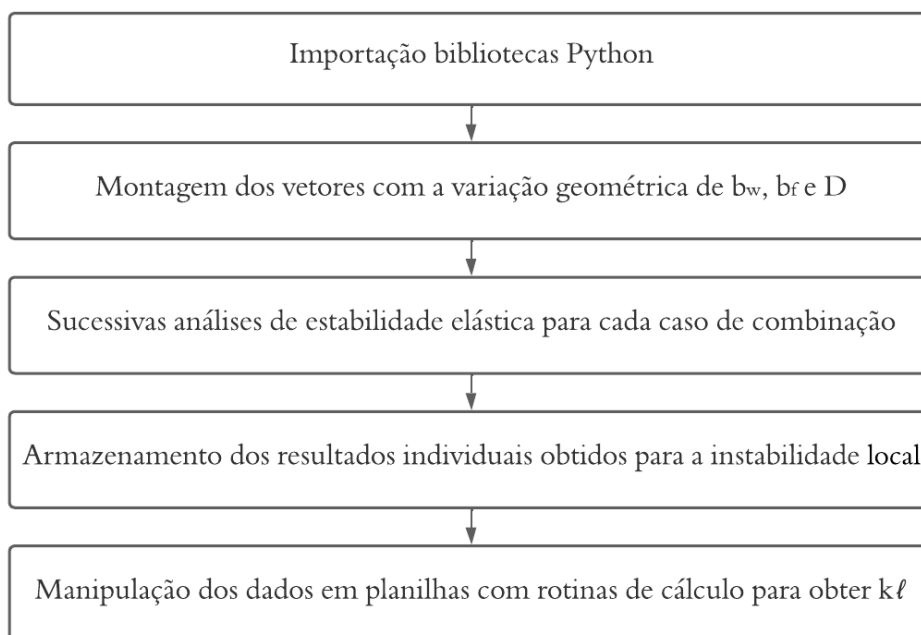 Importação bibliotecas Python
Montagem dos vetores com a variação geométrica de bw, bf e D
Sucessivas análises de estabilidade elástica para cada caso de combinação
Armazenamento dos resultados individuais obtidos para a instabilidade local
Manipulação dos dados em planilhas com rotinas de cálculo para obter kℓ